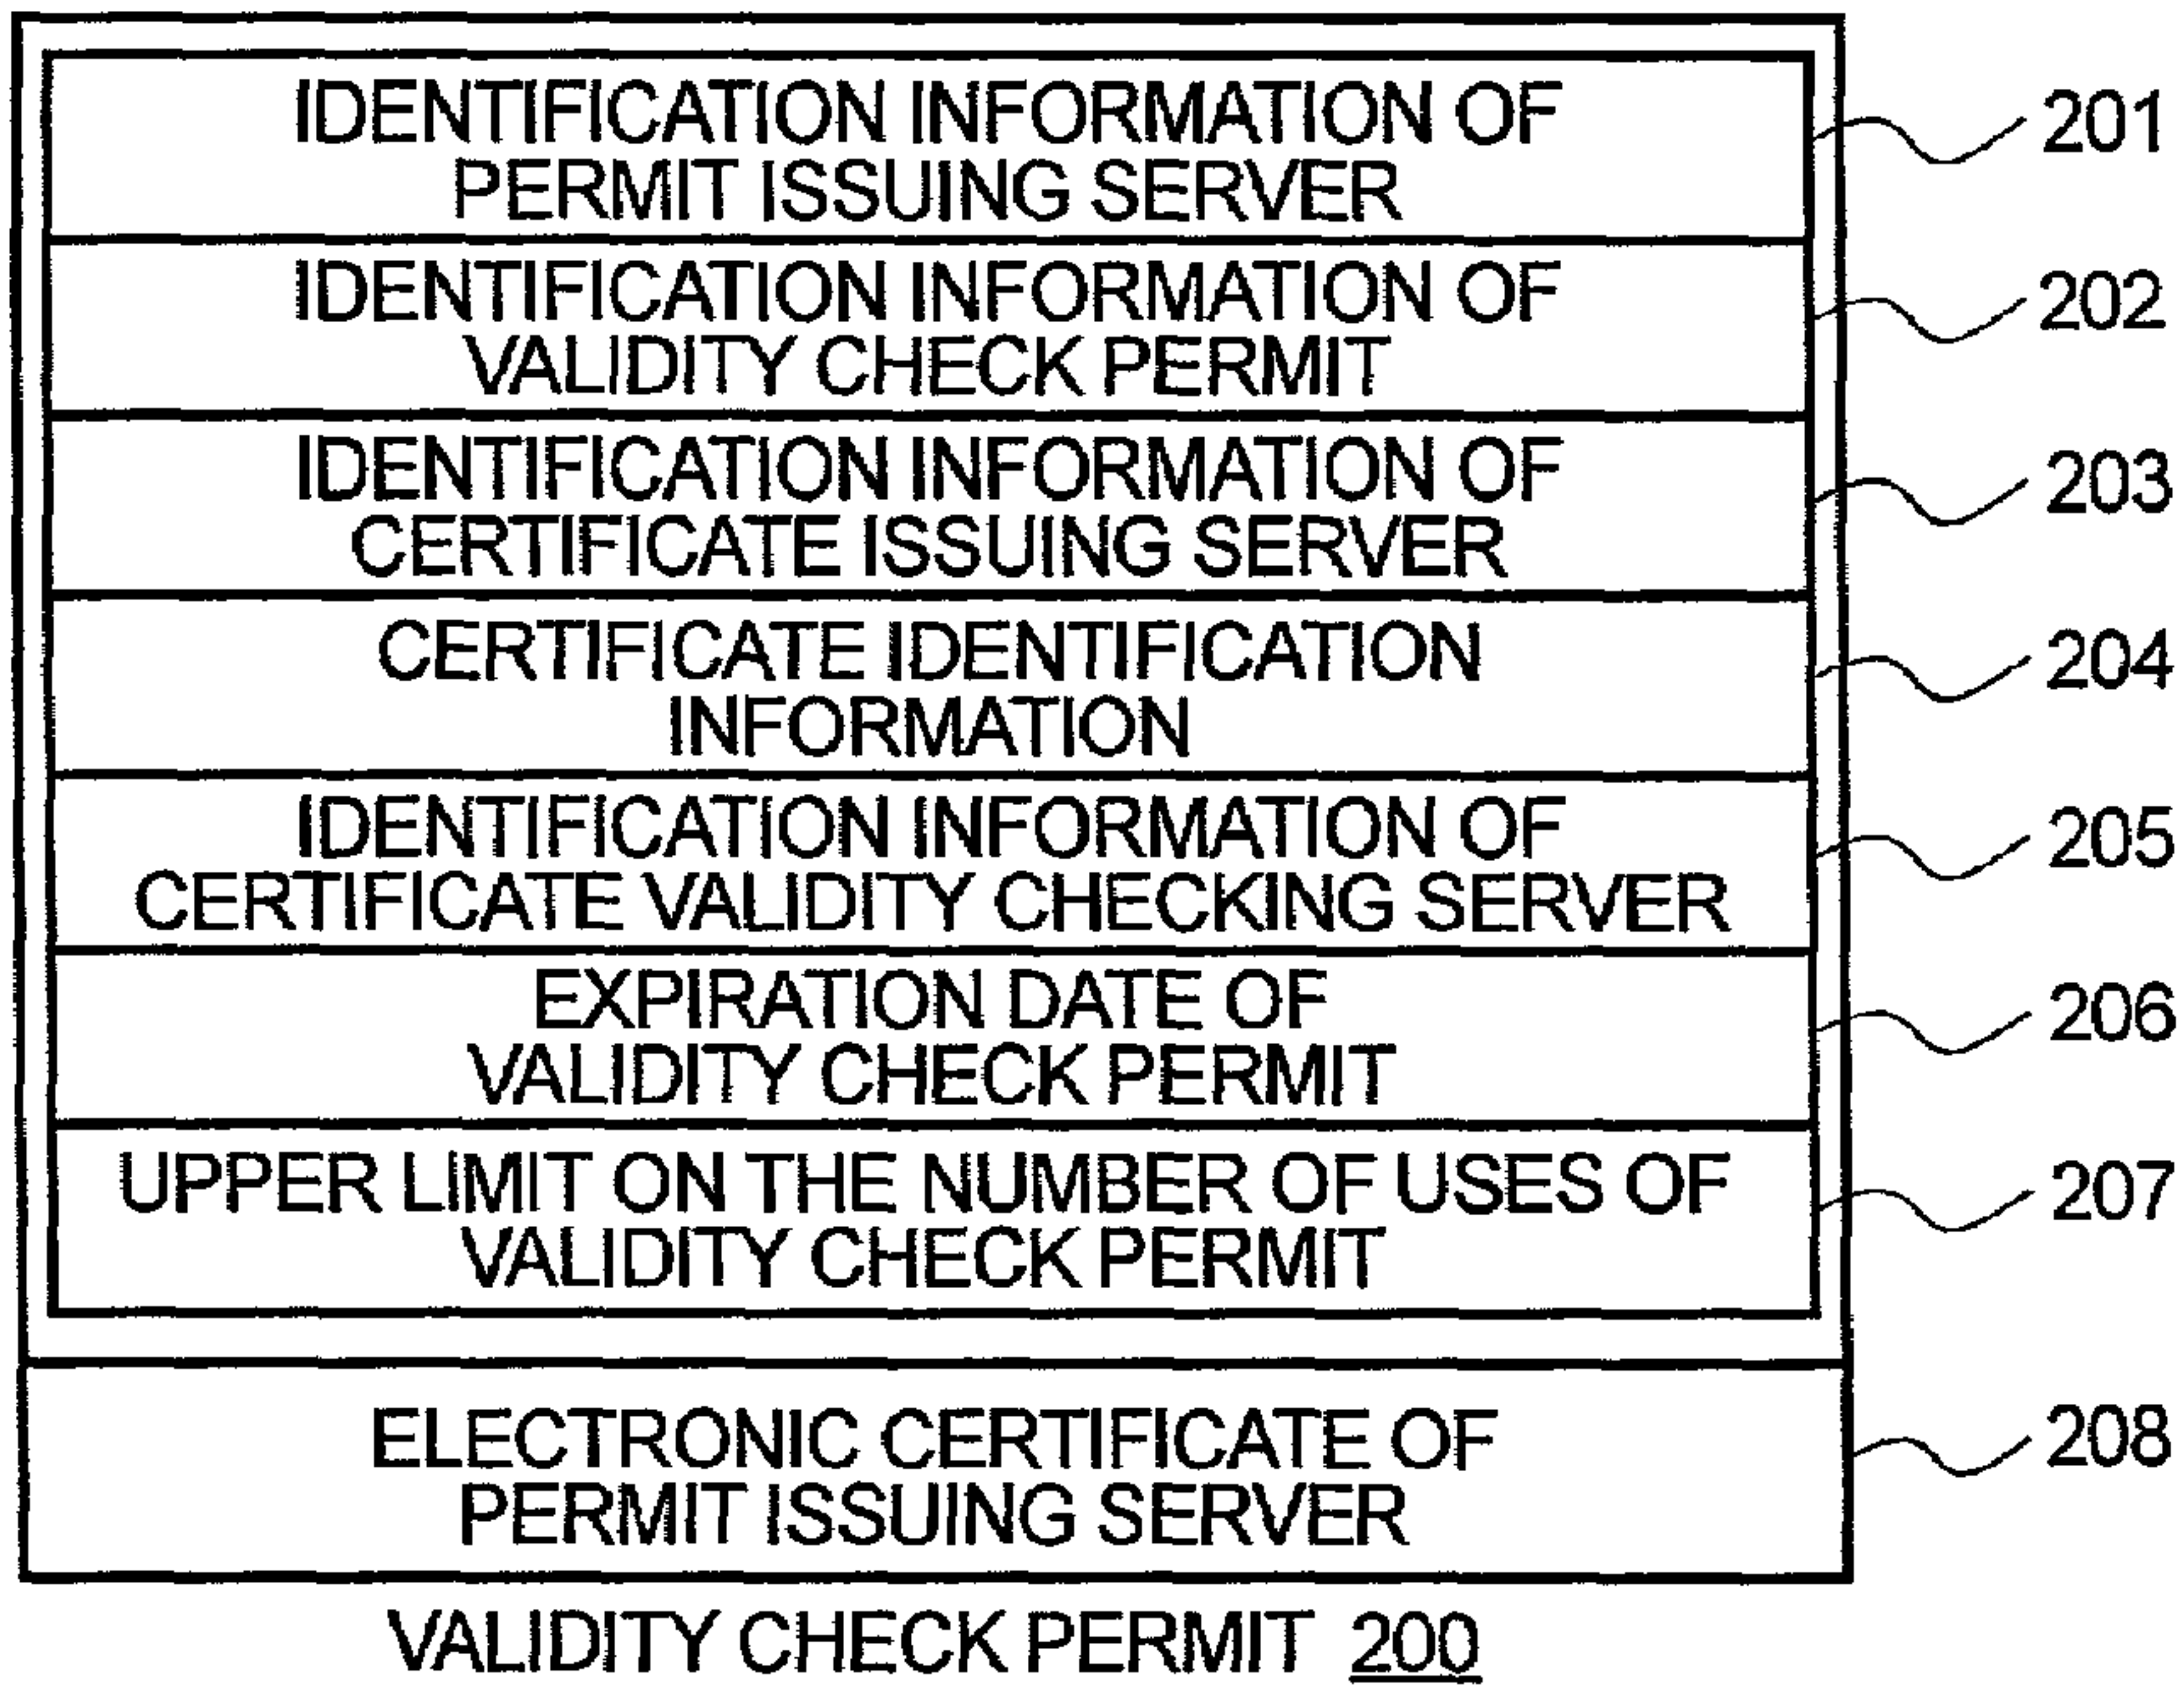 IDENTIFICATION INFORMATION OF
PERMIT ISSUING SERVER
201
IDENTIFICATION INFORMATION OF
VALIDITY CHECK PERMIT
202
IDENTIFICATION INFORMATION OF
CERTIFICATE ISSUING SERVER
203
CERTIFICATE IDENTIFICATION
INFORMATION
204
IDENTIFICATION INFORMATION OF
CERTIFICATE VALIDITY CHECKING SERVER
205
EXPIRATION DATE OF
VALIDITY CHECK PERMIT
206
UPPER LIMIT ON THE NUMBER OF USES OF
VALIDITY CHECK PERMIT
207
ELECTRONIC CERTIFICATE OF
PERMIT ISSUING SERVER
208
VALIDITY CHECK PERMIT 200